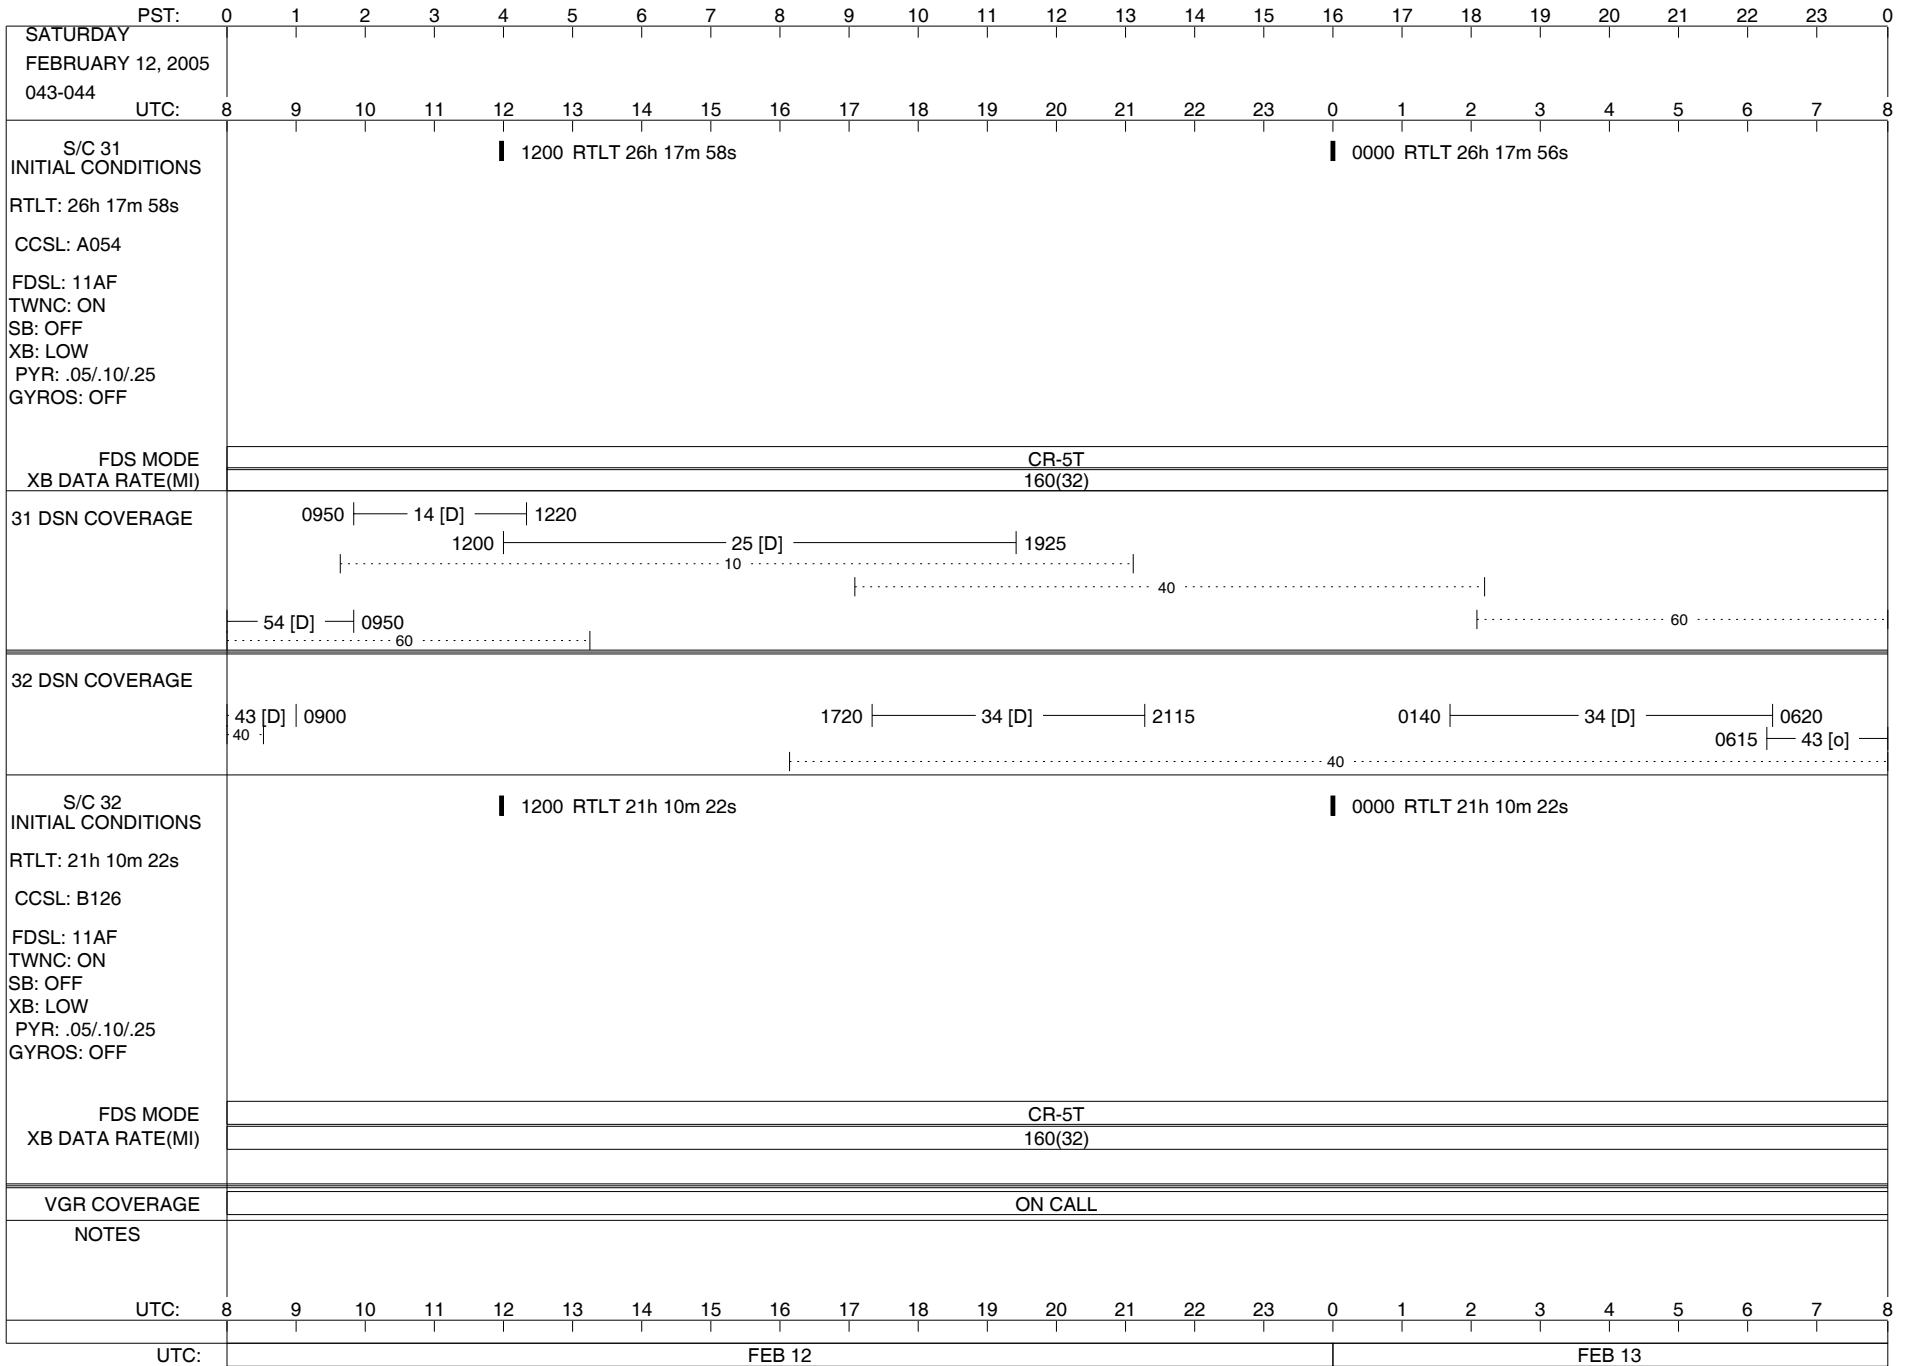 PST: 0 1 2 3 4 5 6 7 8 9 10 11 12 13 14 15 16 17 18 19 20 21 22 23 0
SATURDAY
FEBRUARY 12, 2005
043-044
UTC: 8 9 10 11 12 13 14 15 16 17 18 19 20 21 22 23 0 1 2 3 4 5 6 7 8
S/C 31
INITIAL CONDITIONS
1200 RTLT 26h 17m 58s
0000 RTLT 26h 17m 56s
RTLT: 26h 17m 58s
CCSL: A054
FDSL: 11AF
TWNC: ON
SB: OFF
XB: LOW
PYR: .05/.10/.25
GYROS: OFF
FDS MODE CR-5T
XB DATA RATE(MI) 160(32)
31 DSN COVERAGE
0950 14 [D] 1220
1200 25 [D] 1925
10
40
54 [D] 0950
60
60
32 DSN COVERAGE
43 [D] 0900
1720 34 [D] 2115
0140 34 [D] 0620
40
0615 43 [o]
40
S/C 32
INITIAL CONDITIONS
1200 RTLT 21h 10m 22s
0000 RTLT 21h 10m 22s
RTLT: 21h 10m 22s
CCSL: B126
FDSL: 11AF
TWNC: ON
SB: OFF
XB: LOW
PYR: .05/.10/.25
GYROS: OFF
FDS MODE CR-5T
XB DATA RATE(MI) 160(32)
VGR COVERAGE ON CALL
NOTES
UTC: 8 9 10 11 12 13 14 15 16 17 18 19 20 21 22 23 0 1 2 3 4 5 6 7 8
UTC: FEB 12 FEB 13